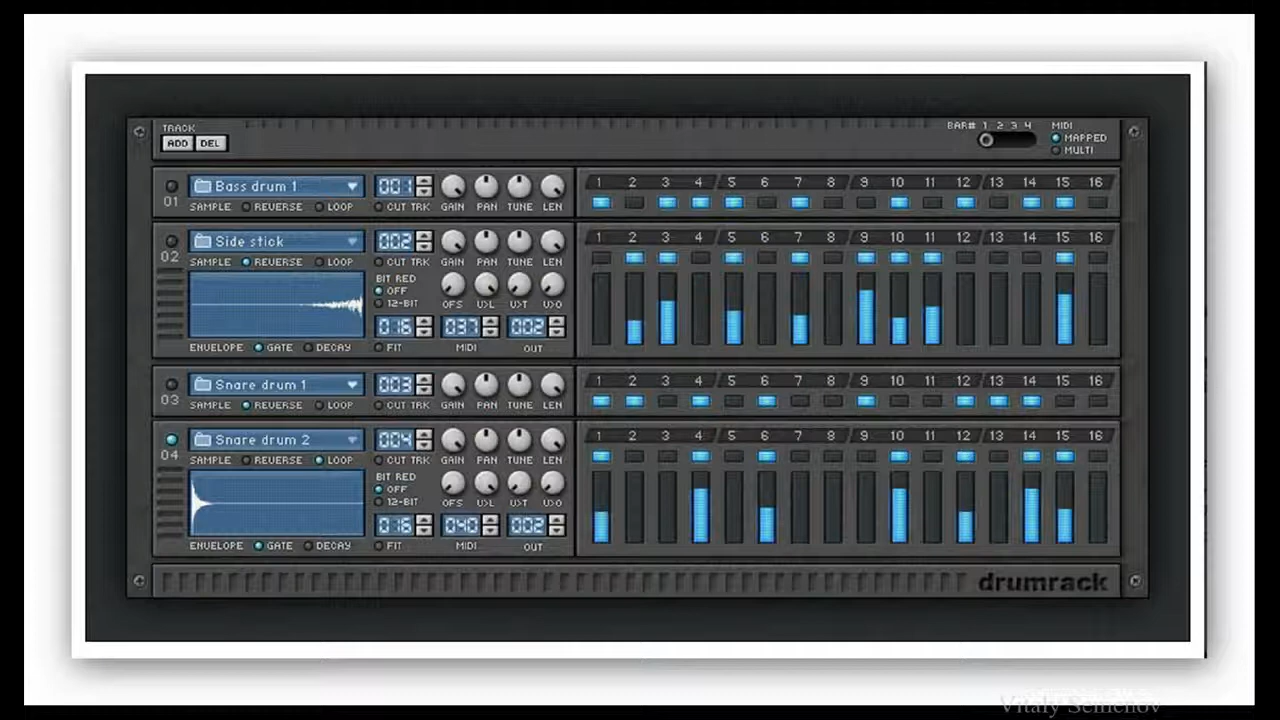 TRACK
BAR# 1 2 3 4 MIDI
ADD DEL
MAPPED
MULTI
01 Bass drum 1 001 1 2 3 4 5 6 7 8 9 10 11 12 13 14 15 16
SAMPLE REVERSE LOOP CUT TRK GAIN PAN TUNE LEN
02 Side stick 002 1 2 3 4 5 6 7 8 9 10 11 12 13 14 15 16
SAMPLE REVERSE LOOP CUT TRK GAIN PAN TUNE LEN
BIT RED
OFF
12-BIT OFS U>L U>T U>O
016 037 002
ENVELOPE GATE DECAY FIT MIDI OUT
03 Snare drum 1 003 1 2 3 4 5 6 7 8 9 10 11 12 13 14 15 16
SAMPLE REVERSE LOOP CUT TRK GAIN PAN TUNE LEN
04 Snare drum 2 004 1 2 3 4 5 6 7 8 9 10 11 12 13 14 15 16
SAMPLE REVERSE LOOP CUT TRK GAIN PAN TUNE LEN
BIT RED
OFF
12-BIT OFS U>L U>T U>O
016 040 002
ENVELOPE GATE DECAY FIT MIDI OUT
drumrack
Vitaly Semenov